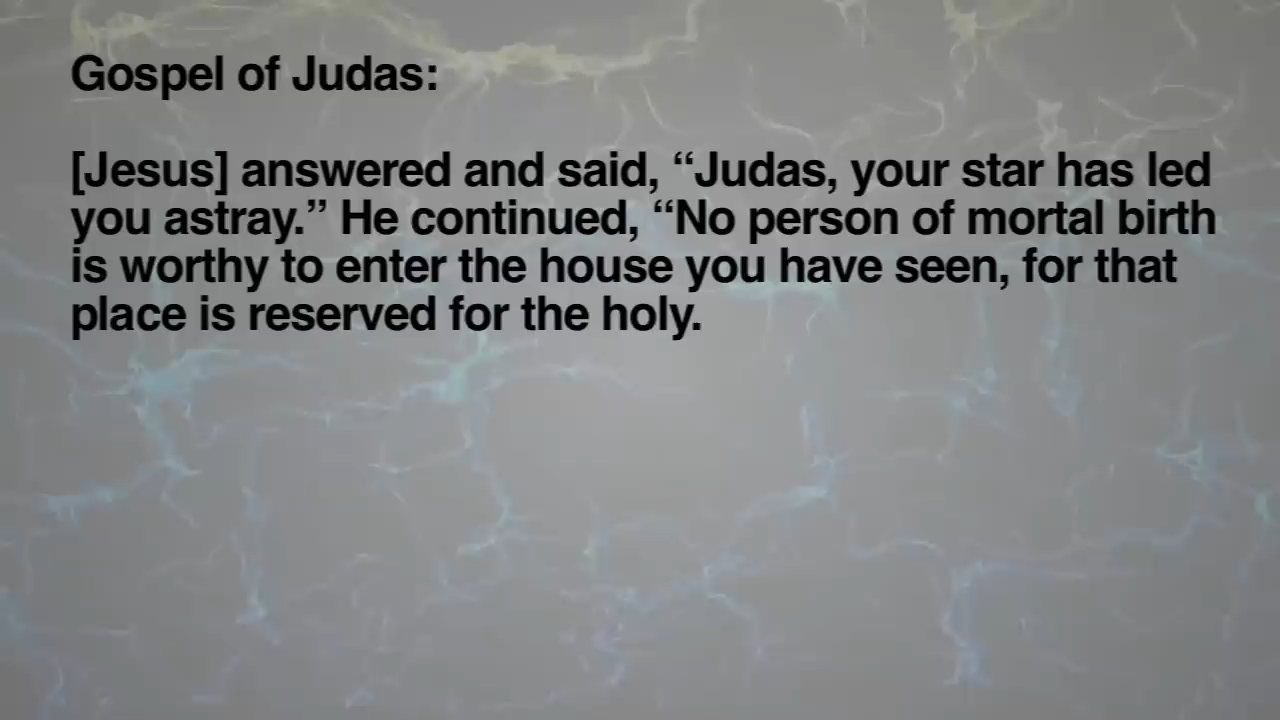 Gospel of Judas:
[Jesus] answered and said, “Judas, your star has led
you astray.” He continued, “No person of mortal birth
is worthy to enter the house you have seen, for that
place is reserved for the holy.